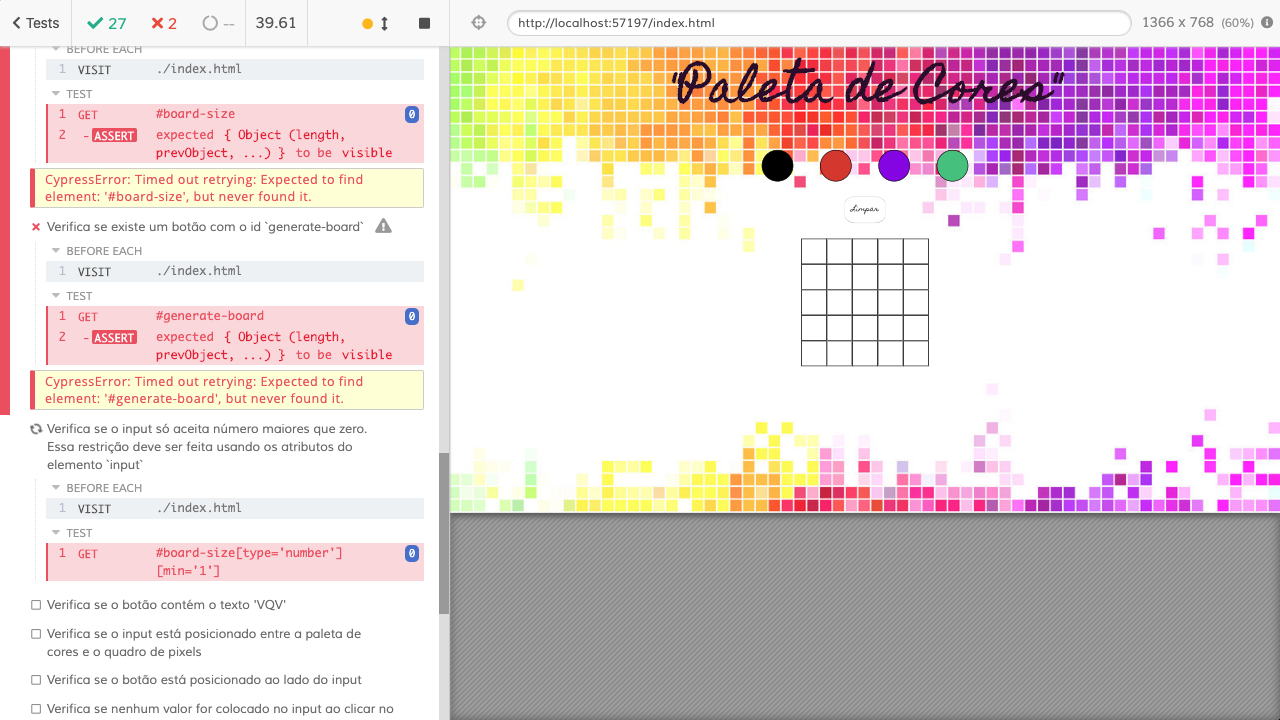 Tests
27
2
--
39.61
http://localhost:57197/index.html
1366 x 768 (60%)
BEFORE EACH
1 VISIT ./index.html
TEST
1 GET #board-size 0
2 -ASSERT expected { Object (length,
prevObject, ...) } to be visible
CypressError: Timed out retrying: Expected to find
element: '#board-size', but never found it.
Verifica se existe um botão com o id `generate-board`
BEFORE EACH
1 VISIT ./index.html
TEST
1 GET #generate-board 0
2 -ASSERT expected { Object (length,
prevObject, ...) } to be visible
CypressError: Timed out retrying: Expected to find
element: '#generate-board', but never found it.
Verifica se o input só aceita número maiores que zero.
Essa restrição deve ser feita usando os atributos do
elemento `input`
BEFORE EACH
1 VISIT ./index.html
TEST
1 GET #board-size[type='number'] 0
[min='1']
Verifica se o botão contém o texto 'VQV'
Verifica se o input está posicionado entre a paleta de
cores e o quadro de pixels
Verifica se o botão está posicionado ao lado do input
Verifica se nenhum valor for colocado no input ao clicar no
"Paleta de Cores"
Limpar